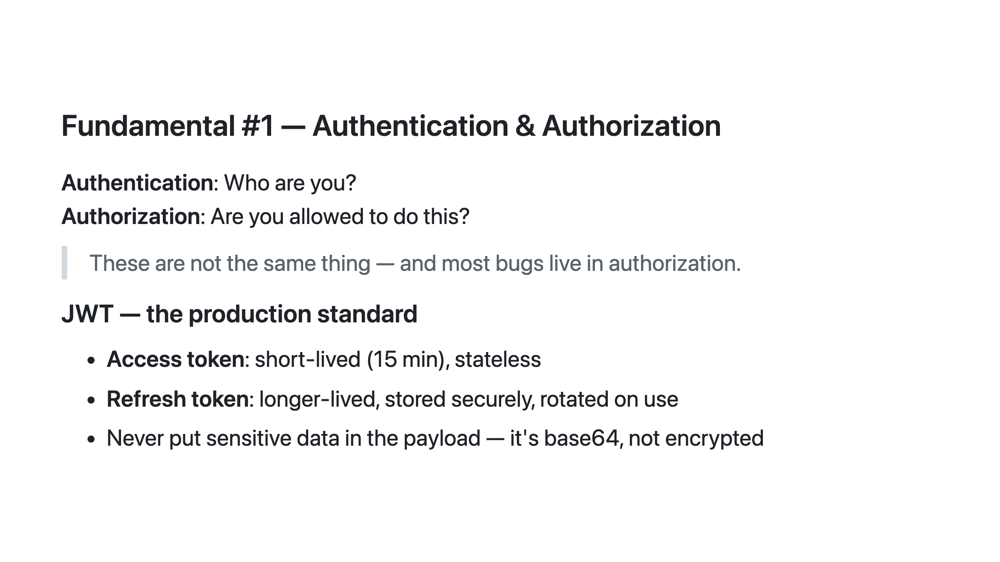 Fundamental #1 — Authentication & Authorization
Authentication: Who are you?
Authorization: Are you allowed to do this?
These are not the same thing — and most bugs live in authorization.
JWT — the production standard
• Access token: short-lived (15 min), stateless
• Refresh token: longer-lived, stored securely, rotated on use
• Never put sensitive data in the payload — it's base64, not encrypted